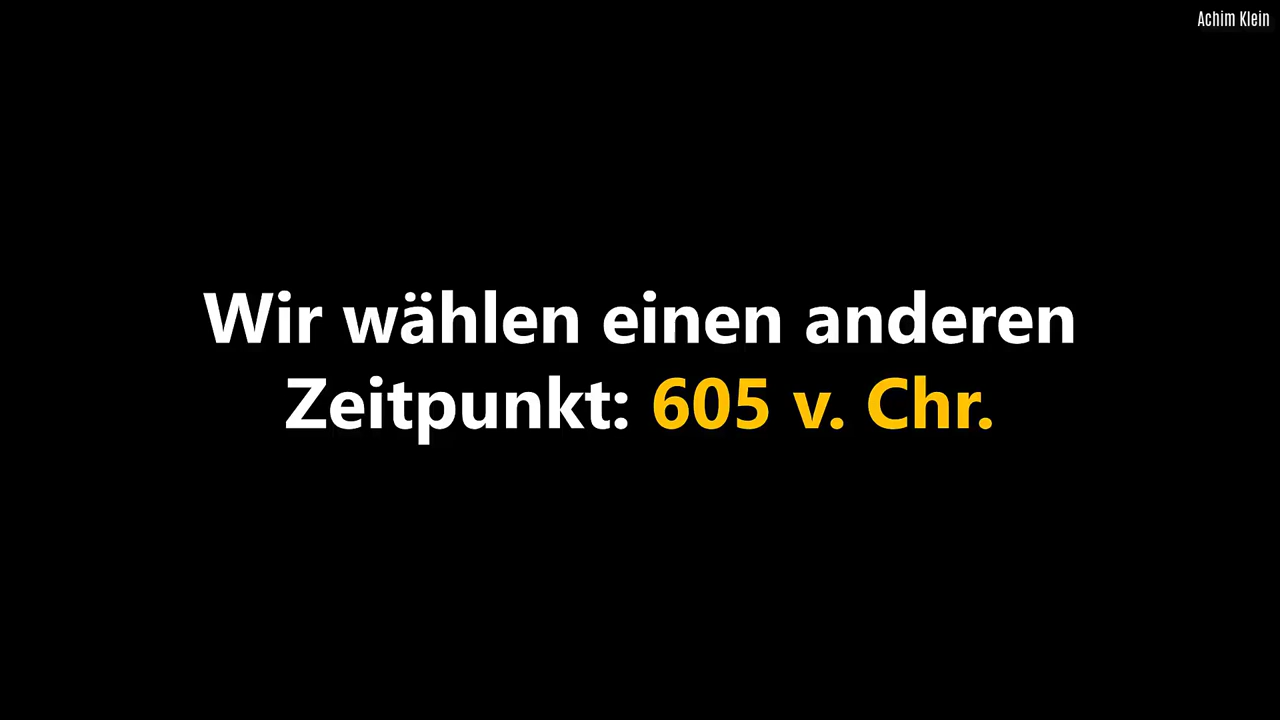 Achim Klein
Wir wählen einen anderen
Zeitpunkt: 605 v. Chr.